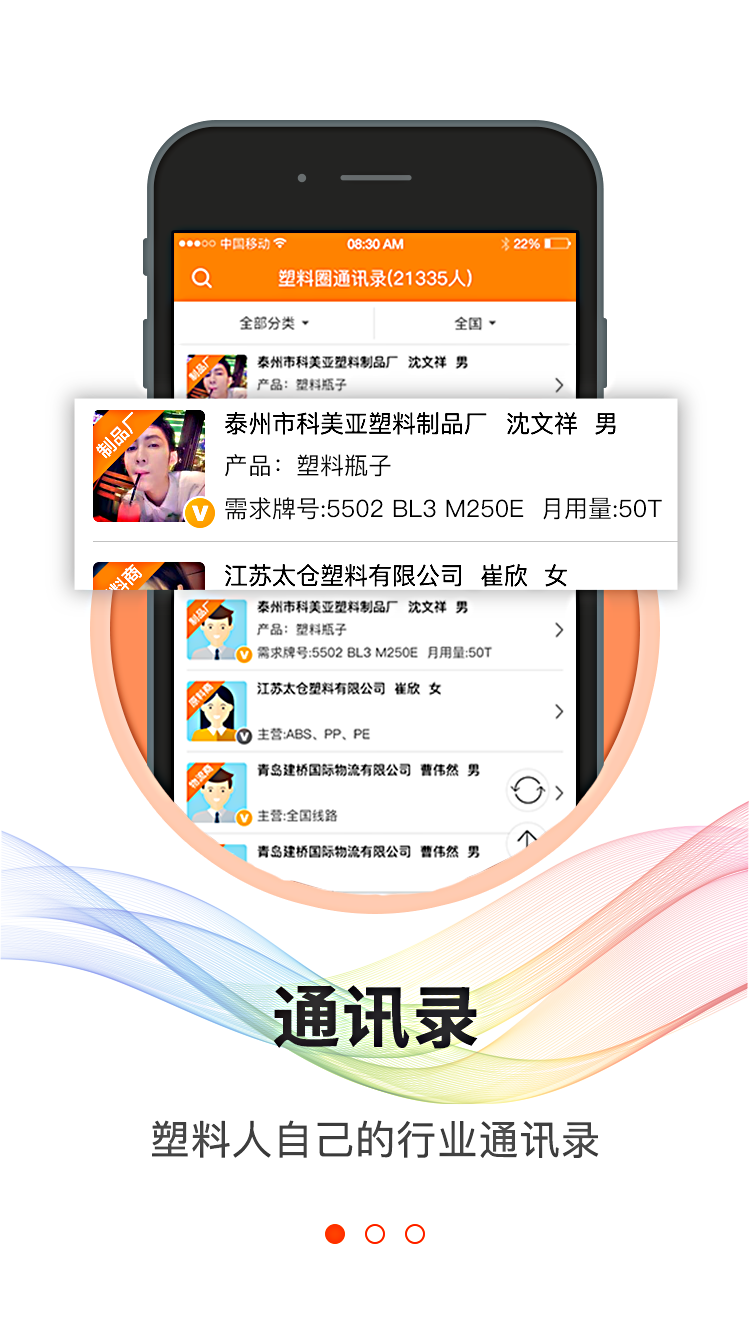 中国移动 08:30 AM 22%
塑料圈通讯录(21335人)
全部分类 全国
制品厂
泰州市科美亚塑料制品厂 沈文祥 男
产品：塑料瓶子
制品厂
泰州市科美亚塑料制品厂 沈文祥 男
产品：塑料瓶子
V
需求牌号:5502 BL3 M250E 月用量:50T
料商
江苏太仓塑料有限公司 崔欣 女
制品厂
泰州市科美亚塑料制品厂 沈文祥 男
产品：塑料瓶子
V
需求牌号:5502 BL3 M250E 月用量:50T
原料商
江苏太仓塑料有限公司 崔欣 女
V
主营:ABS、PP、PE
物流商
青岛建桥国际物流有限公司 曹伟然 男
V
主营:全国线路
青岛建桥国际物流有限公司 曹伟然 男
通讯录
塑料人自己的行业通讯录